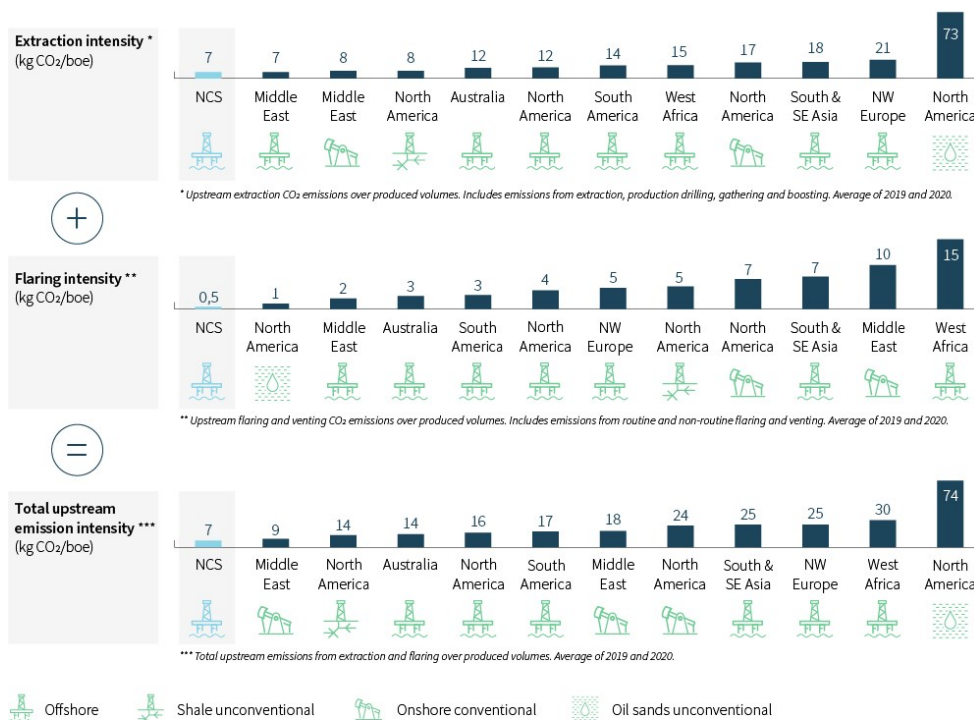 Extraction intensity *
(kg CO₂/boe)
7 7 8 8 12 12 14 15 17 18 21 73
NCS Middle East Middle East North America Australia North America South America West Africa North America South & SE Asia NW Europe North America
* Upstream extraction CO₂ emissions over produced volumes. Includes emissions from extraction, production drilling, gathering and boosting. Average of 2019 and 2020.
+
Flaring intensity **
(kg CO₂/boe)
0,5 1 2 3 3 4 5 5 7 7 10 15
NCS North America Middle East Australia South America North America NW Europe North America North America South & SE Asia Middle East West Africa
** Upstream flaring and venting CO₂ emissions over produced volumes. Includes emissions from routine and non-routine flaring and venting. Average of 2019 and 2020.
=
Total upstream
emission intensity ***
(kg CO₂/boe)
7 9 14 14 16 17 18 24 25 25 30 74
NCS Middle East North America Australia North America South America Middle East North America South & SE Asia NW Europe West Africa North America
*** Total upstream emissions from extraction and flaring over produced volumes. Average of 2019 and 2020.
Offshore Shale unconventional Onshore conventional Oil sands unconventional